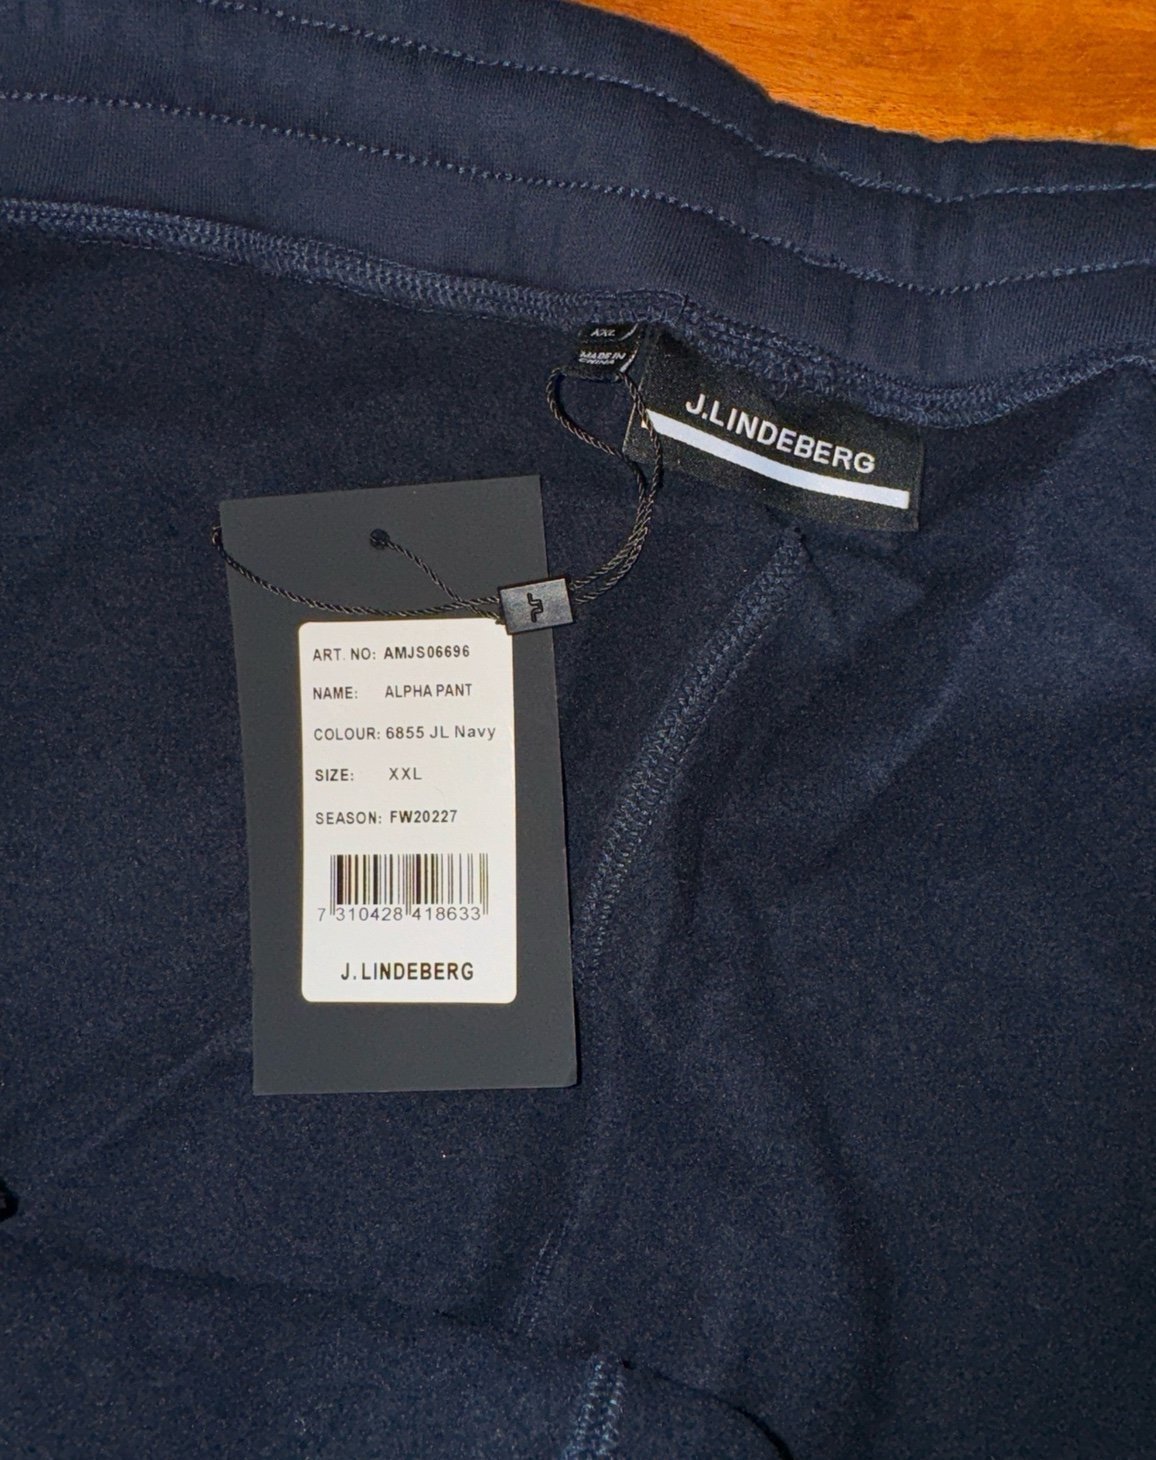 XXL
MADE IN
CHINA
J.LINDEBERG
ART. NO: AMJS06696
NAME: ALPHA PANT
COLOUR: 6855 JL Navy
SIZE: XXL
SEASON: FW20227
7 310428 418633
J.LINDEBERG